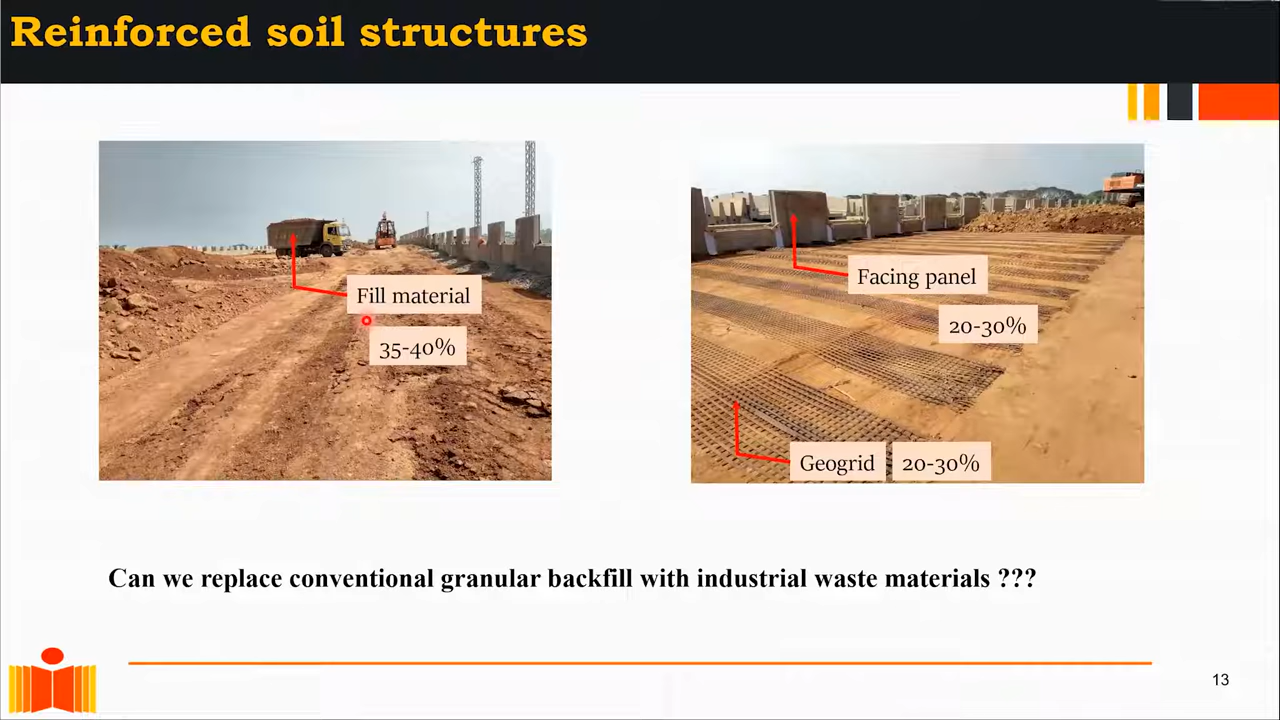 Reinforced soil structures
Fill material
35-40%
Facing panel
20-30%
Geogrid
20-30%
Can we replace conventional granular backfill with industrial waste materials ???
13